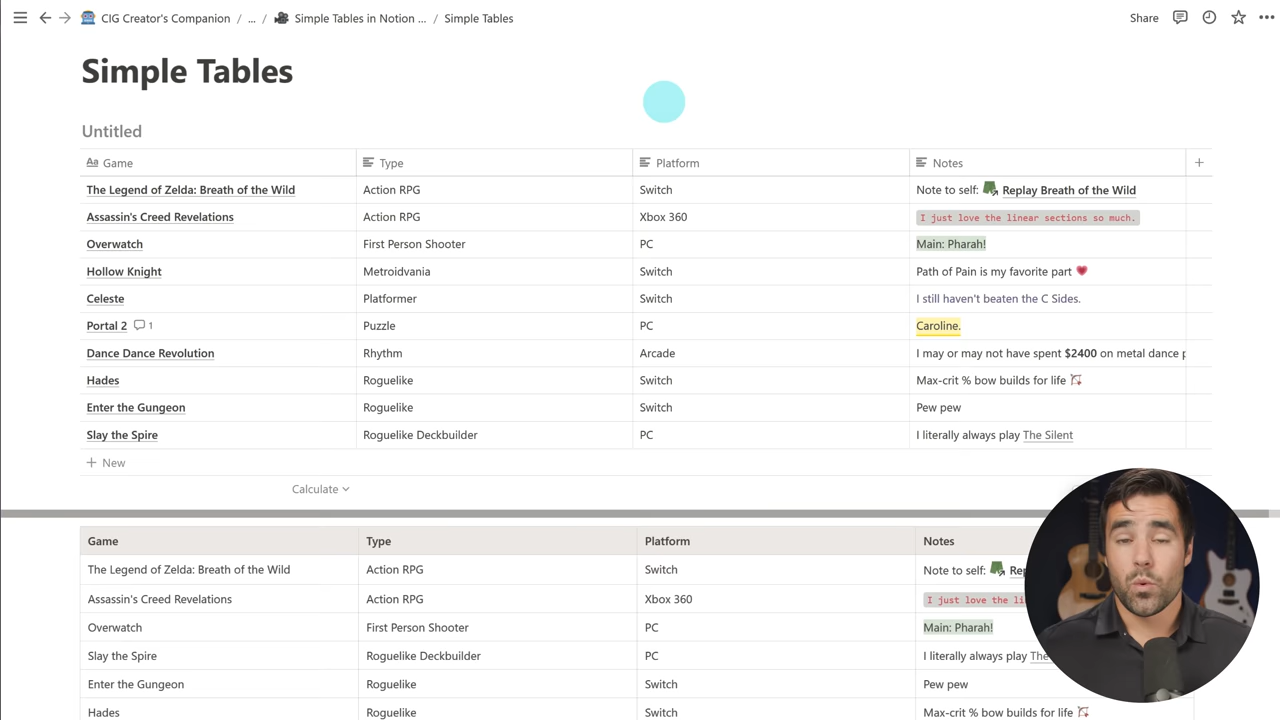 CIG Creator's Companion / ... / Simple Tables in Notion ... / Simple Tables Share
Simple Tables
Untitled
Aa Game Type Platform Notes
The Legend of Zelda: Breath of the Wild Action RPG Switch Note to self: Replay Breath of the Wild
Assassin's Creed Revelations Action RPG Xbox 360 I just love the linear sections so much.
Overwatch First Person Shooter PC Main: Pharah!
Hollow Knight Metroidvania Switch Path of Pain is my favorite part
Celeste Platformer Switch I still haven't beaten the C Sides.
Portal 2 1 Puzzle PC Caroline.
Dance Dance Revolution Rhythm Arcade I may or may not have spent $2400 on metal dance p
Hades Roguelike Switch Max-crit % bow builds for life
Enter the Gungeon Roguelike Switch Pew pew
Slay the Spire Roguelike Deckbuilder PC I literally always play The Silent
+ New
Calculate
Game Type Platform Notes
The Legend of Zelda: Breath of the Wild Action RPG Switch Note to self: Rep
Assassin's Creed Revelations Action RPG Xbox 360 I just love the li
Overwatch First Person Shooter PC Main: Pharah!
Slay the Spire Roguelike Deckbuilder PC I literally always play The
Enter the Gungeon Roguelike Switch Pew pew
Hades Roguelike Switch Max-crit % bow builds for life